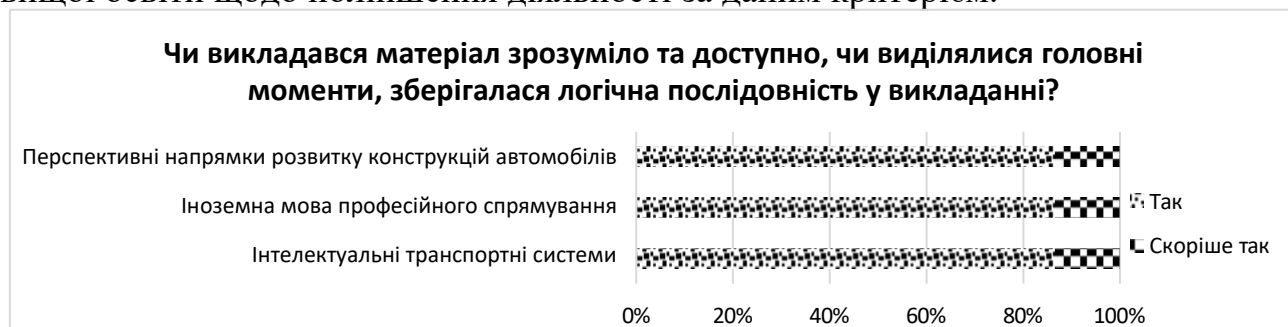 вищої освіти щодо поліпшення діяльності за даним критерієм.
Чи викладався матеріал зрозуміло та доступно, чи виділялися головні
моменти, зберігалася логічна послідовність у викладанні?
Перспективні напрямки розвитку конструкцій автомобілів
Іноземна мова професійного спрямування
Інтелектуальні транспортні системи
Так
Скоріше так
0% 20% 40% 60% 80% 100%